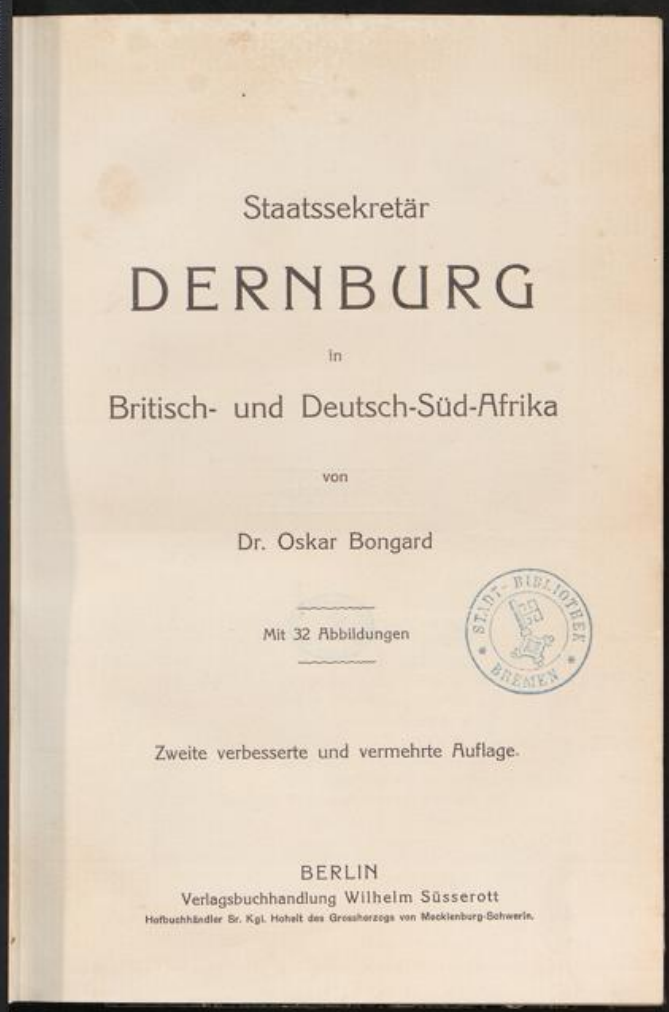 Staatssekretär
DERNBURG
in
Britisch- und Deutsch-Süd-Afrika
von
Dr. Oskar Bongard
Mit 32 Abbildungen
STADT-BIBLIOTHEK
* BREMEN *
Zweite verbesserte und vermehrte Auflage.
BERLIN
Verlagsbuchhandlung Wilhelm Süsserott
Hofbuchhändler Sr. Kgl. Hoheit des Grossherzogs von Mecklenburg-Schwerin.